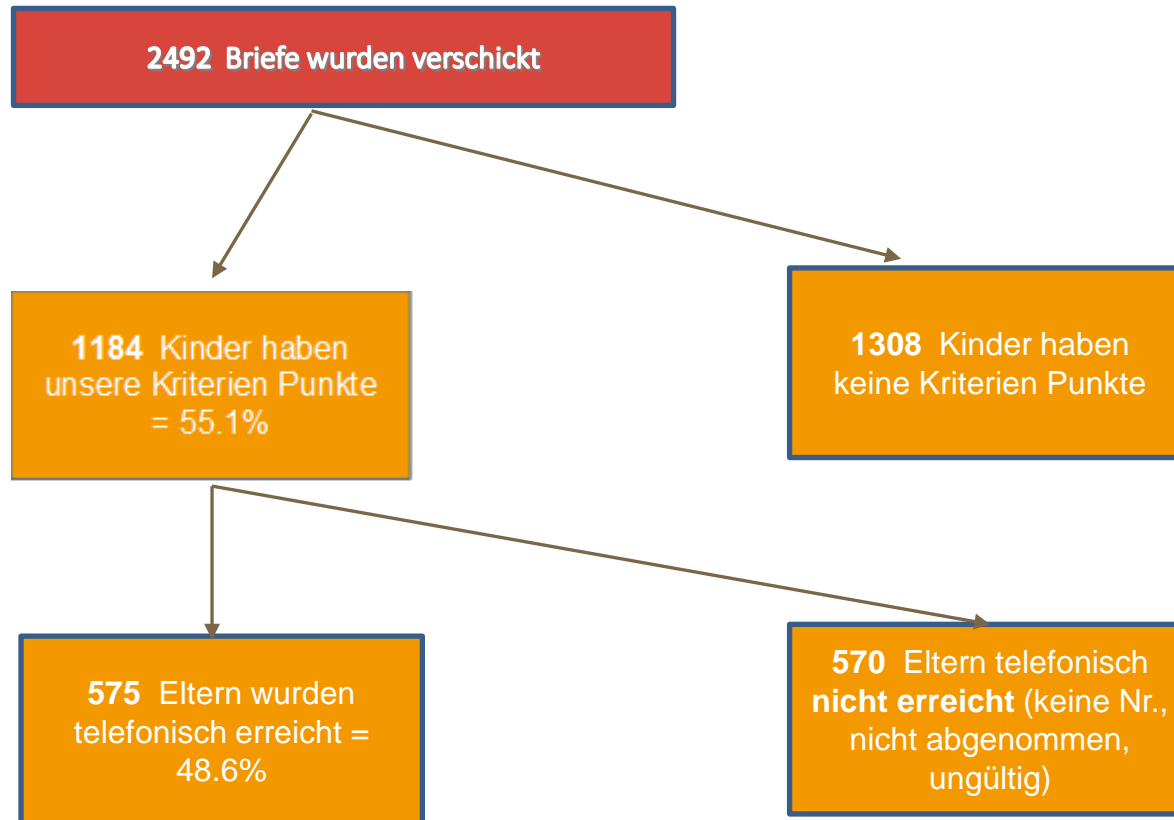 2492 Briefe wurden verschickt
1184 Kinder haben
unsere Kriterien Punkte
= 55.1%
1308 Kinder haben
keine Kriterien Punkte
575 Eltern wurden
telefonisch erreicht =
48.6%
570 Eltern telefonisch
nicht erreicht (keine Nr.,
nicht abgenommen,
ungültig)